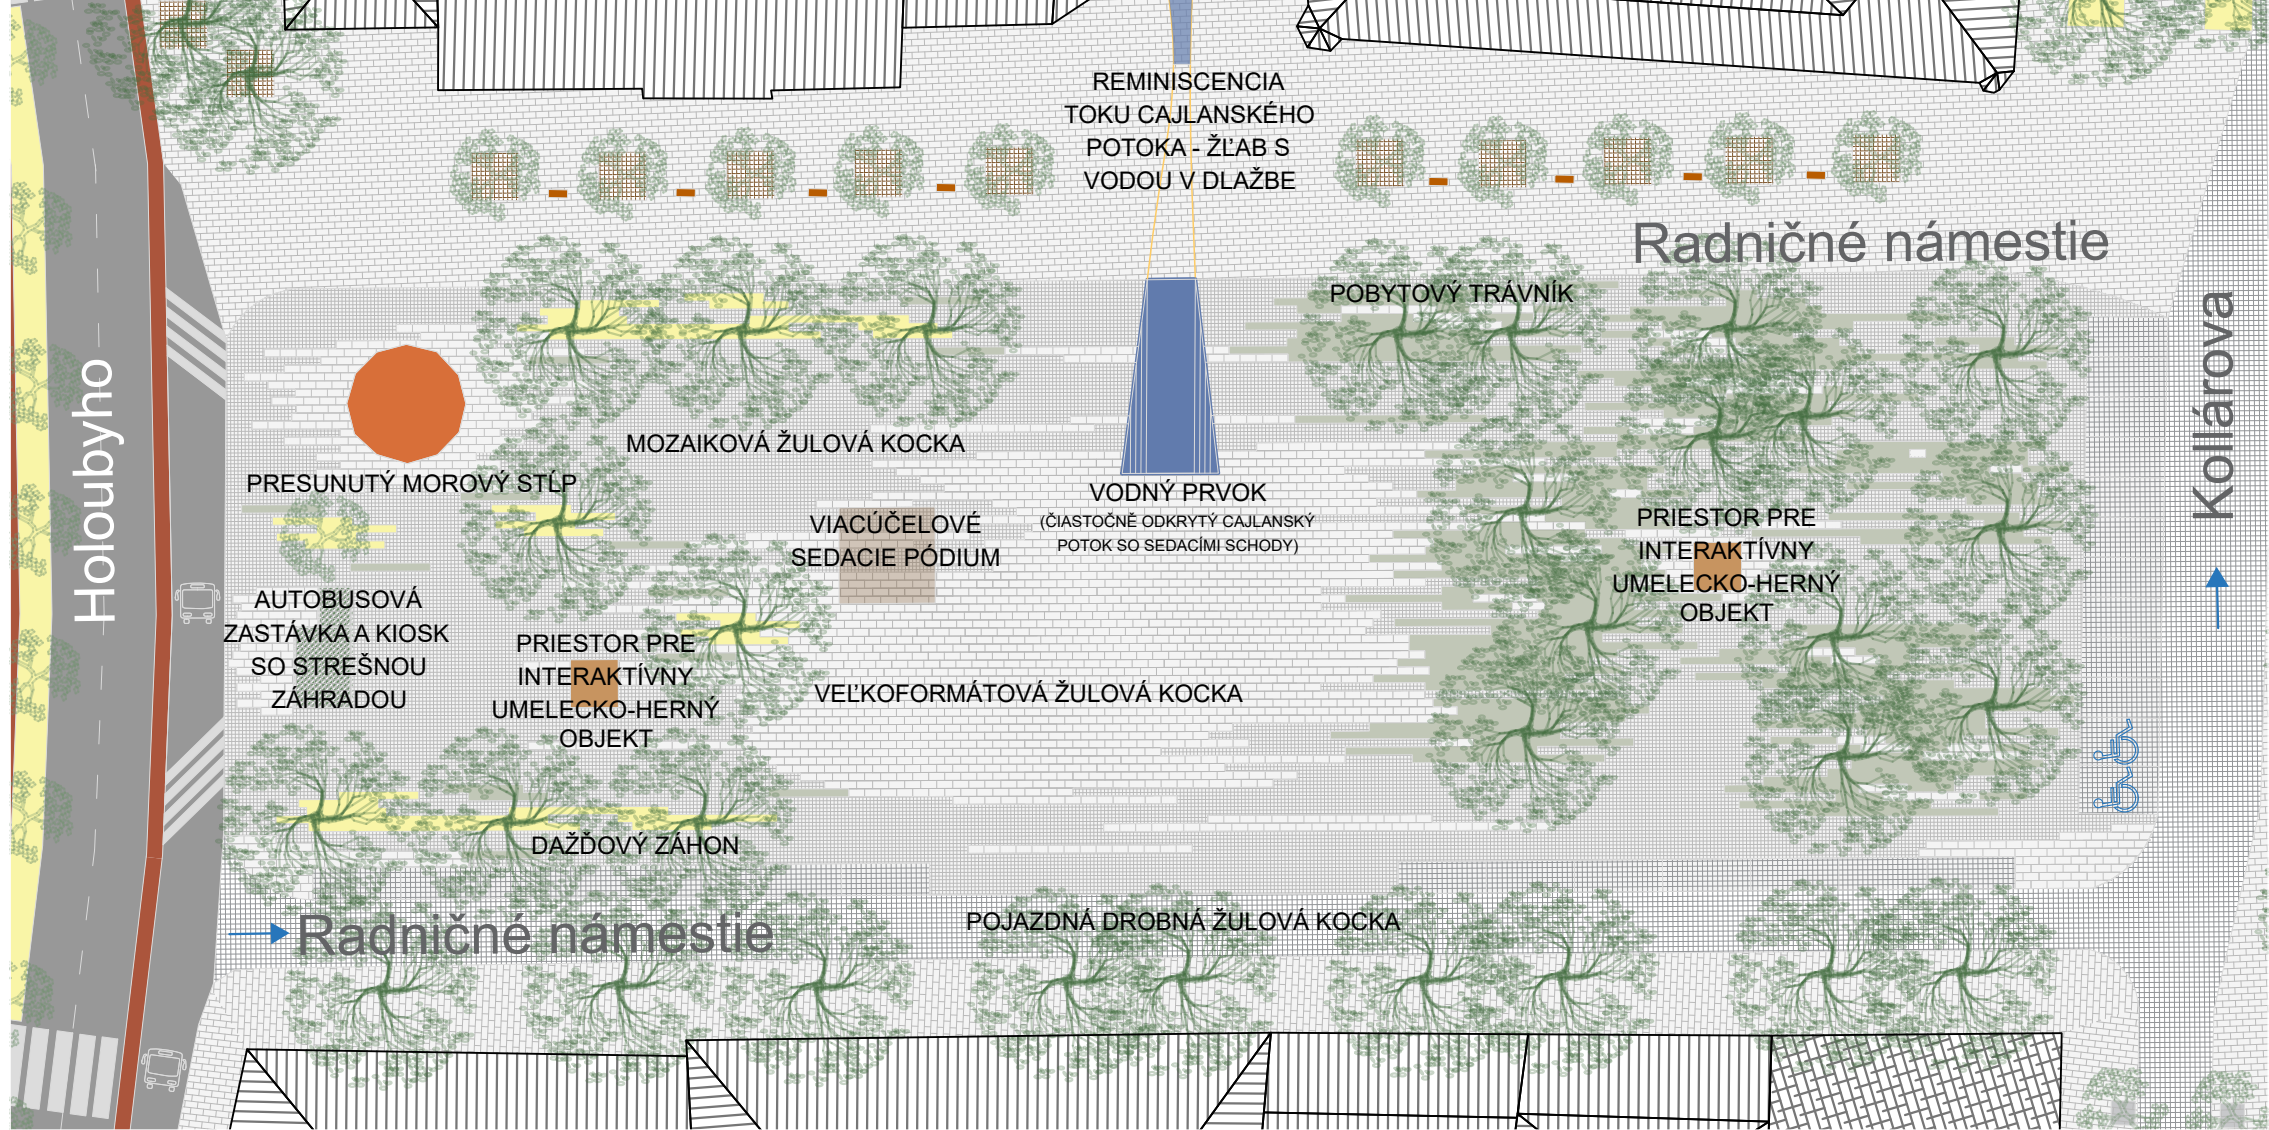 REMINISCENCIA
TOKU CAJLANSKÉHO
POTOKA - ŽĽAB S
VODOU V DLAŽBE
Radničné námestie
POBYTOVÝ TRÁVNÍK
Holoubyho
Kollárova
MOZAIKOVÁ ŽULOVÁ KOCKA
PRESUNUTÝ MOROVÝ STĹP
VODNÝ PRVOK
(ČIASTOČNĚ ODKRYTÝ CAJLANSKÝ
POTOK SO SEDACÍMI SCHODY)
VIACÚČELOVÉ
SEDACIE PÓDIUM
PRIESTOR PRE
INTERAKTÍVNY
UMELECKO-HERNÝ
OBJEKT
AUTOBUSOVÁ
ZASTÁVKA A KIOSK
SO STREŠNOU
ZÁHRADOU
PRIESTOR PRE
INTERAKTÍVNY
UMELECKO-HERNÝ
OBJEKT
VEĽKOFORMÁTOVÁ ŽULOVÁ KOCKA
DAŽĎOVÝ ZÁHON
POJAZDNÁ DROBNÁ ŽULOVÁ KOCKA
Radničné námestie